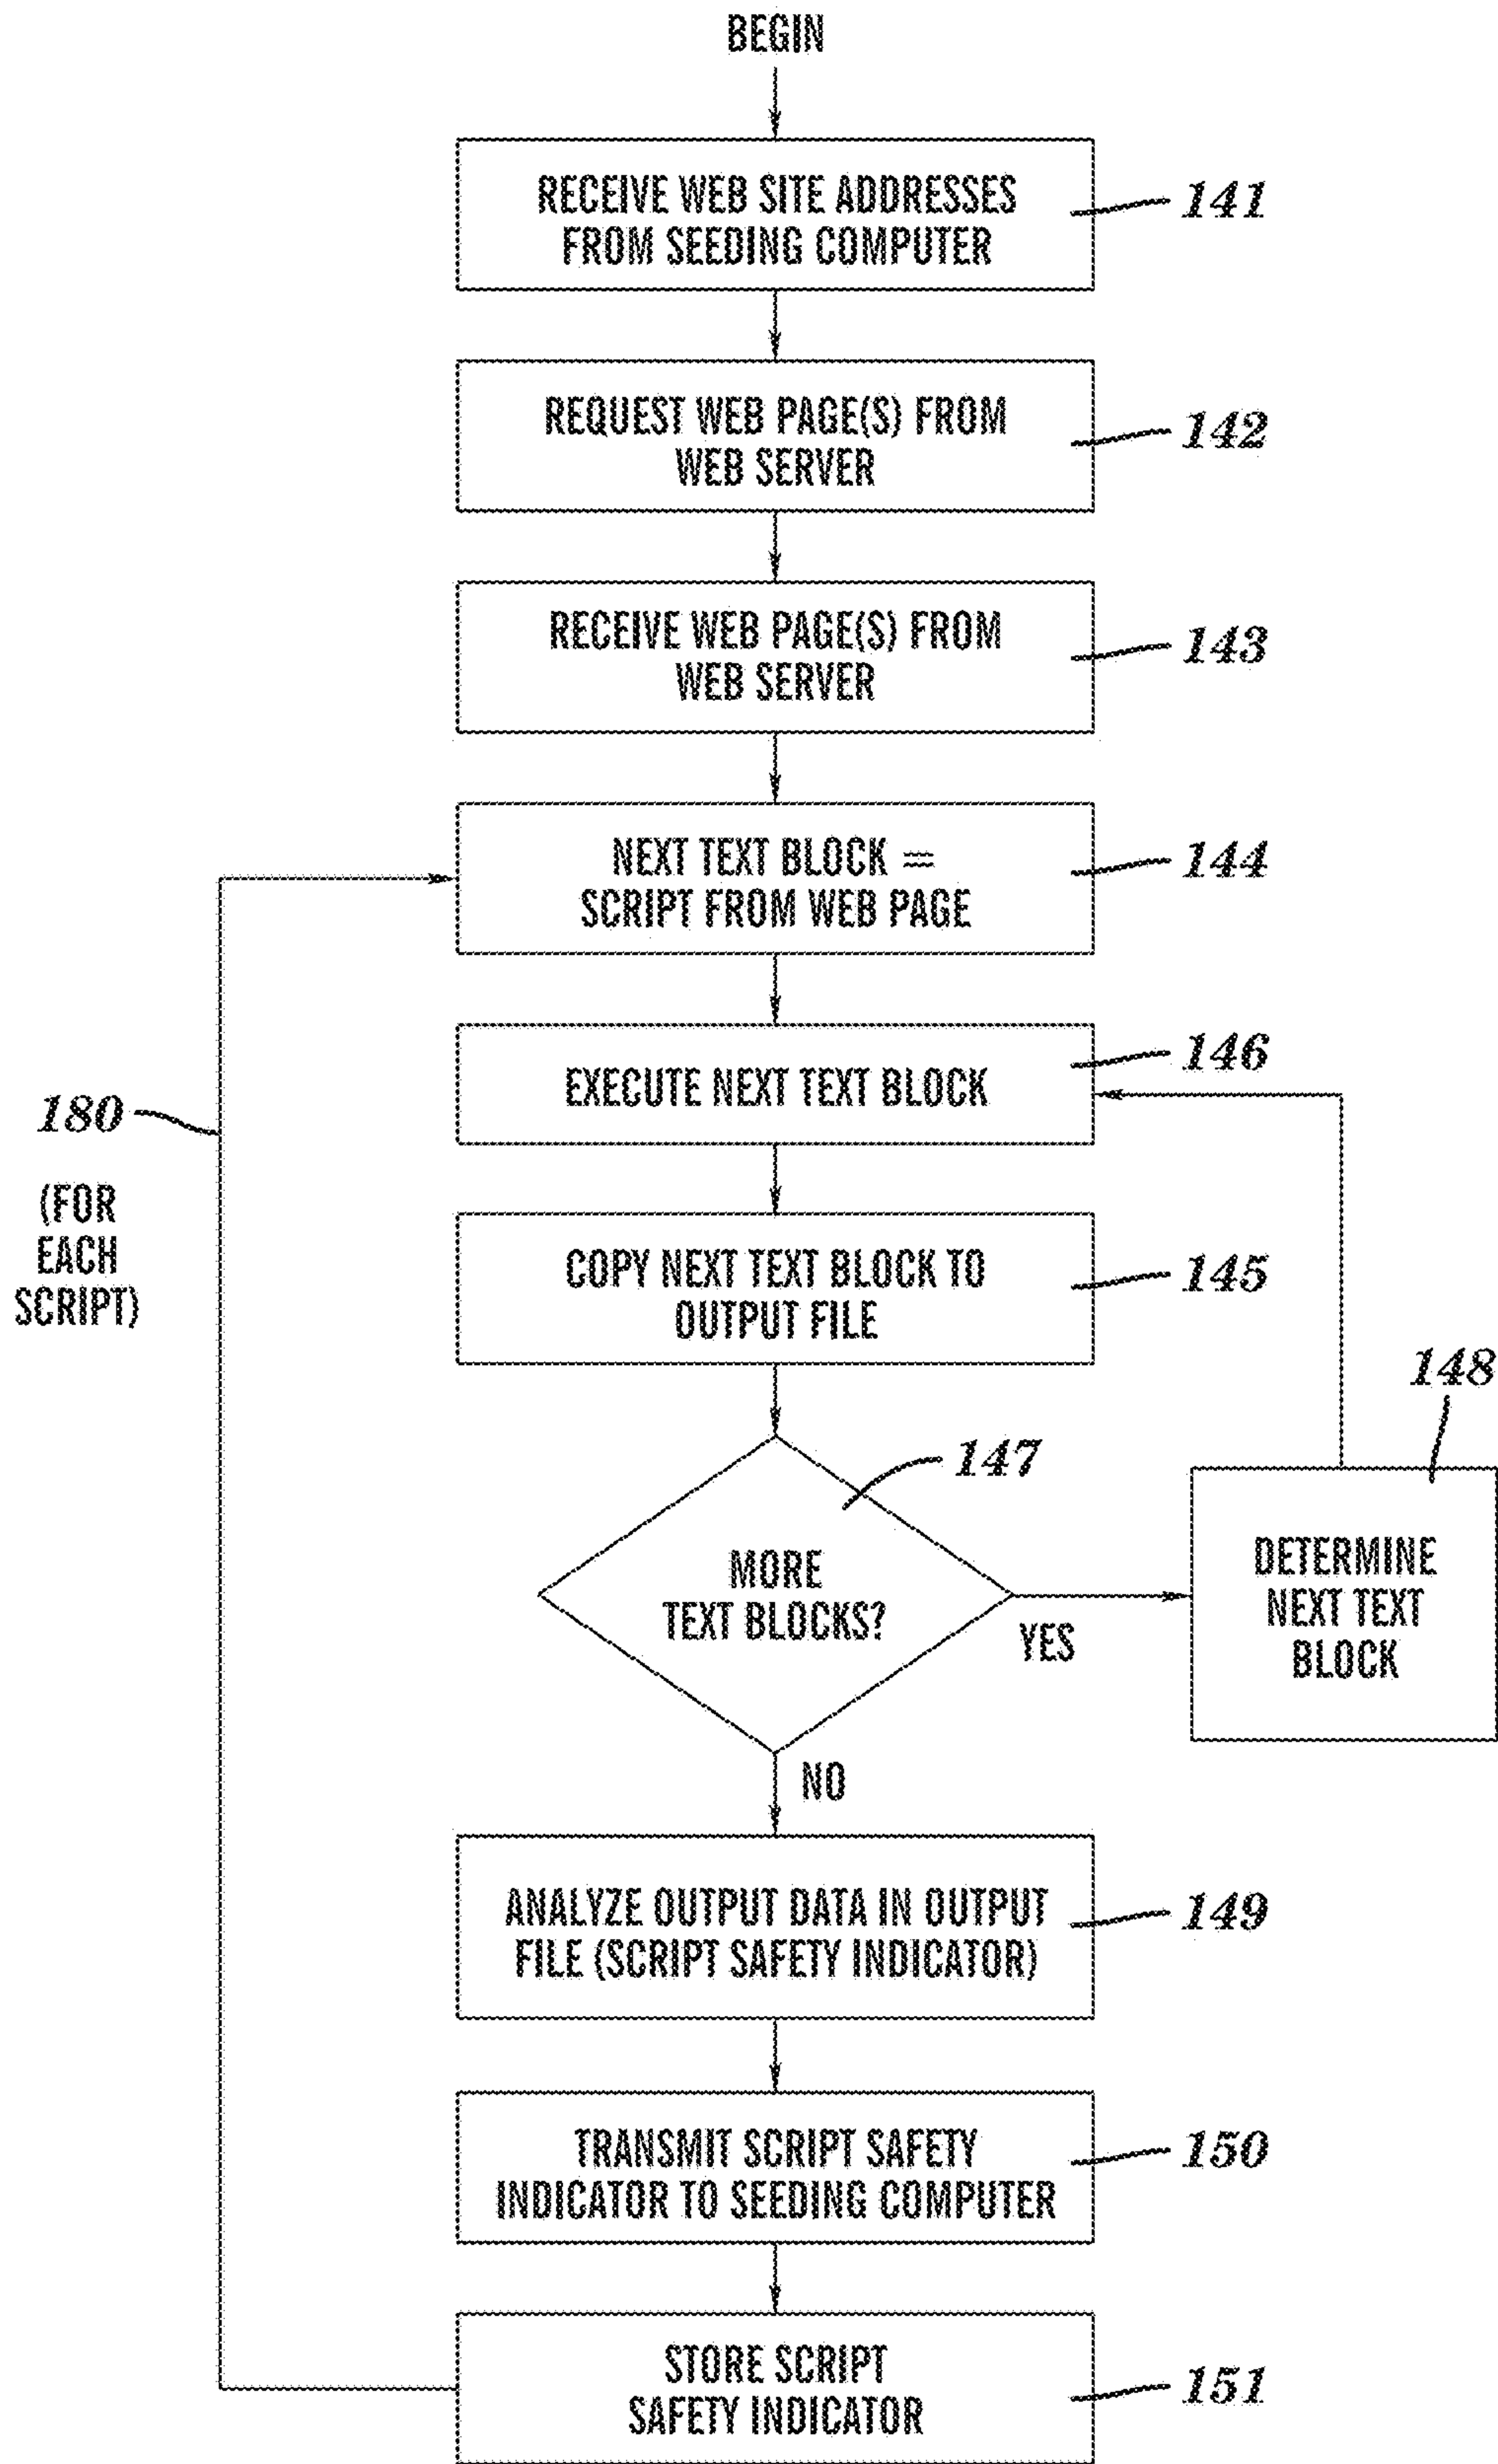 BEGIN
RECEIVE WEB SITE ADDRESSES
FROM SEEDING COMPUTER
141
REQUEST WEB PAGE(S) FROM
WEB SERVER
142
RECEIVE WEB PAGE(S) FROM
WEB SERVER
143
NEXT TEXT BLOCK =
SCRIPT FROM WEB PAGE
144
EXECUTE NEXT TEXT BLOCK
146
180
(FOR
EACH
SCRIPT)
COPY NEXT TEXT BLOCK TO
OUTPUT FILE
145
147
MORE
TEXT BLOCKS?
YES
148
DETERMINE
NEXT TEXT
BLOCK
NO
ANALYZE OUTPUT DATA IN OUTPUT
FILE (SCRIPT SAFETY INDICATOR)
149
TRANSMIT SCRIPT SAFETY
INDICATOR TO SEEDING COMPUTER
150
STORE SCRIPT
SAFETY INDICATOR
151